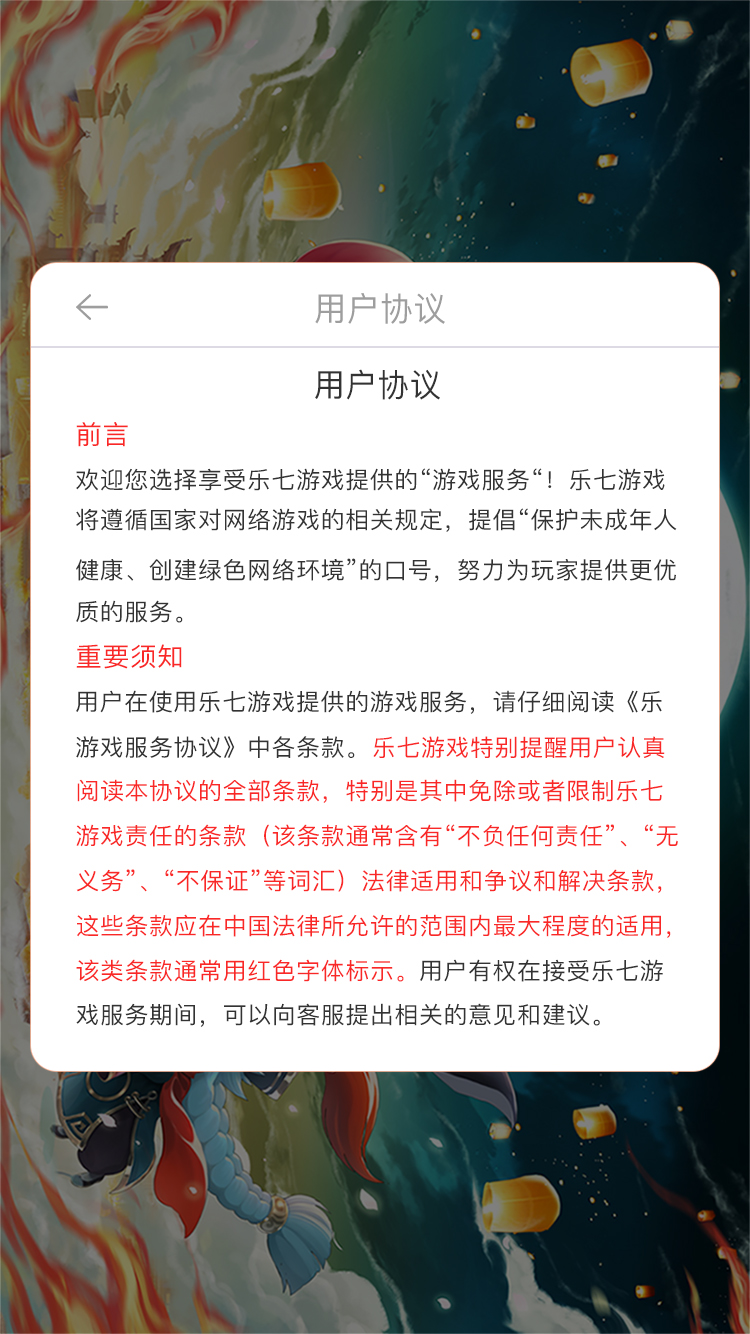 用户协议
用户协议
前言
欢迎您选择享受乐七游戏提供的“游戏服务“！乐七游戏
将遵循国家对网络游戏的相关规定，提倡“保护未成年人
健康、创建绿色网络环境”的口号，努力为玩家提供更优
质的服务。
重要须知
用户在使用乐七游戏提供的游戏服务，请仔细阅读《乐
游戏服务协议》中各条款。乐七游戏特别提醒用户认真
阅读本协议的全部条款，特别是其中免除或者限制乐七
游戏责任的条款（该条款通常含有“不负任何责任”、“无
义务”、“不保证”等词汇）法律适用和争议和解决条款，
这些条款应在中国法律所允许的范围内最大程度的适用，
该类条款通常用红色字体标示。用户有权在接受乐七游
戏服务期间，可以向客服提出相关的意见和建议。